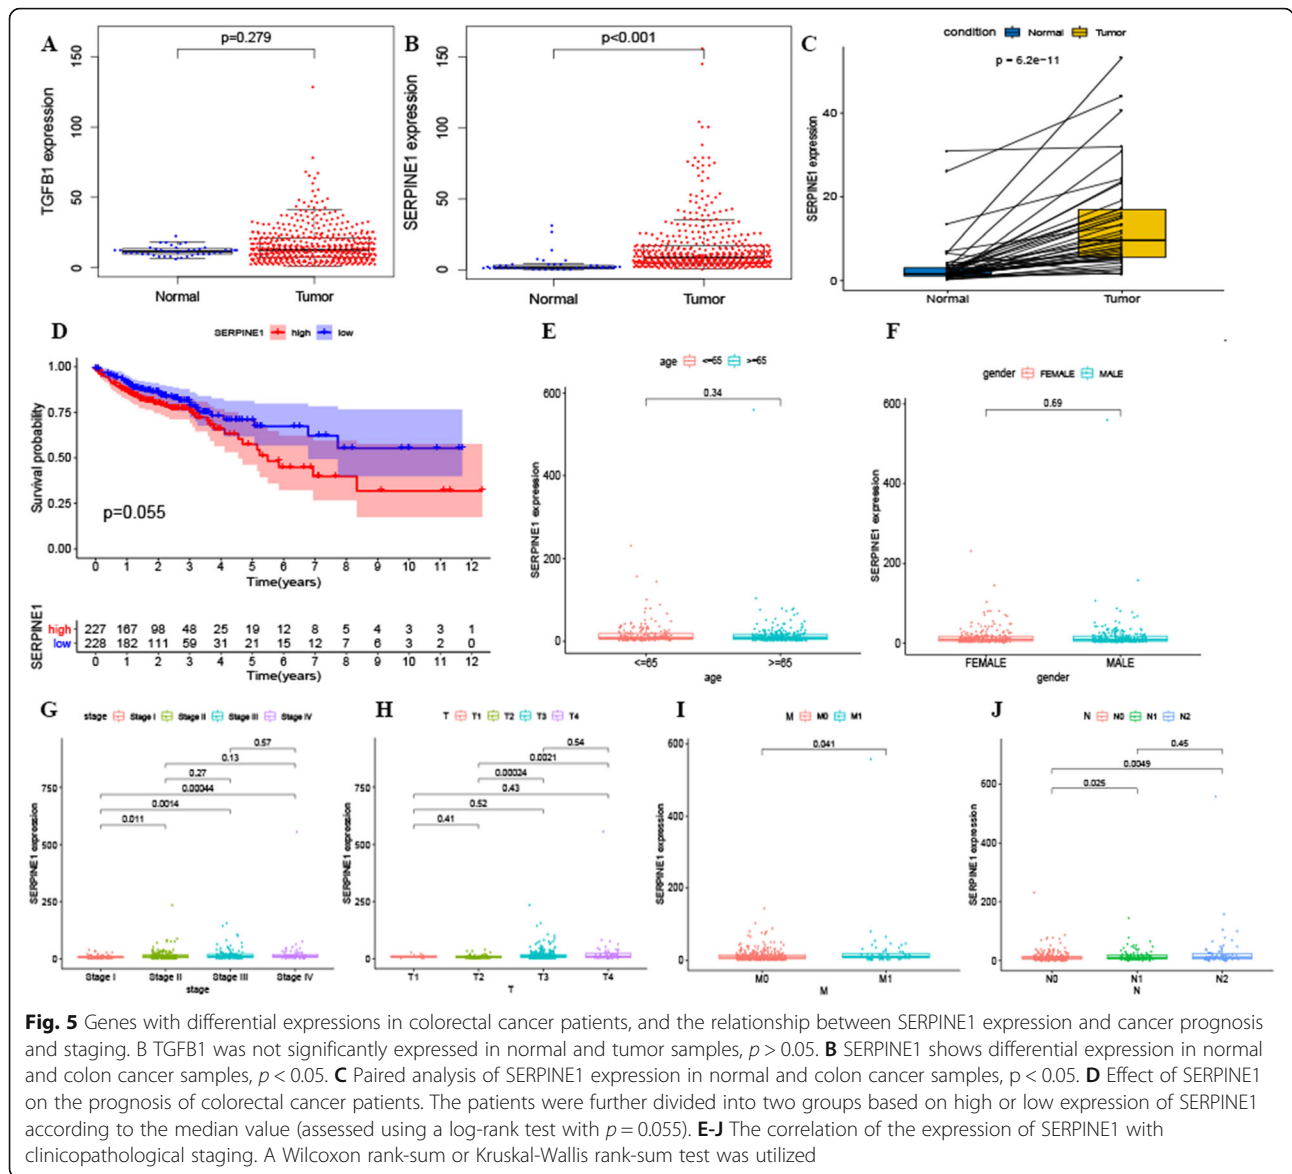 A
p=0.279
150
100
50
0
TGFB1 expression
Normal Tumor
B
p<0.001
150
100
50
0
SERPINE1 expression
Normal Tumor
C
condition Normal Tumor
p = 6.2e-11
40
20
0
SERPINE1 expression
Normal Tumor
D
SERPINE1 high low
1.00
0.75
0.50
0.25
0.00
Survival probability
p=0.055
0 1 2 3 4 5 6 7 8 9 10 11 12
Time(years)
SERPINE1
high 227 167 98 48 25 19 12 8 5 4 3 3 1
low 228 182 111 59 31 21 15 12 7 6 3 2 0
0 1 2 3 4 5 6 7 8 9 10 11 12
Time(years)
E
age <=65 >=65
0.34
600
400
200
0
SERPINE1 expression
<=65 >=65
age
F
gender FEMALE MALE
0.69
600
400
200
0
SERPINE1 expression
FEMALE MALE
gender
G
stage Stage I Stage II Stage III Stage IV
0.57
0.13
0.27
0.00044
0.0014
0.011
750
500
250
0
SERPINE1 expression
Stage I Stage II Stage III Stage IV
stage
H
T T1 T2 T3 T4
0.54
0.0021
0.00024
0.43
0.52
0.41
750
500
250
0
SERPINE1 expression
T1 T2 T3 T4
T
I
M M0 M1
0.041
600
400
200
0
SERPINE1 expression
M0 M1
M
J
N N0 N1 N2
0.45
0.0049
0.025
600
400
200
0
SERPINE1 expression
N0 N1 N2
N
Fig. 5 Genes with differential expressions in colorectal cancer patients, and the relationship between SERPINE1 expression and cancer prognosis
and staging. B TGFB1 was not significantly expressed in normal and tumor samples, p > 0.05. B SERPINE1 shows differential expression in normal
and colon cancer samples, p < 0.05. C Paired analysis of SERPINE1 expression in normal and colon cancer samples, p < 0.05. D Effect of SERPINE1
on the prognosis of colorectal cancer patients. The patients were further divided into two groups based on high or low expression of SERPINE1
according to the median value (assessed using a log-rank test with p = 0.055). E-J The correlation of the expression of SERPINE1 with
clinicopathological staging. A Wilcoxon rank-sum or Kruskal-Wallis rank-sum test was utilized